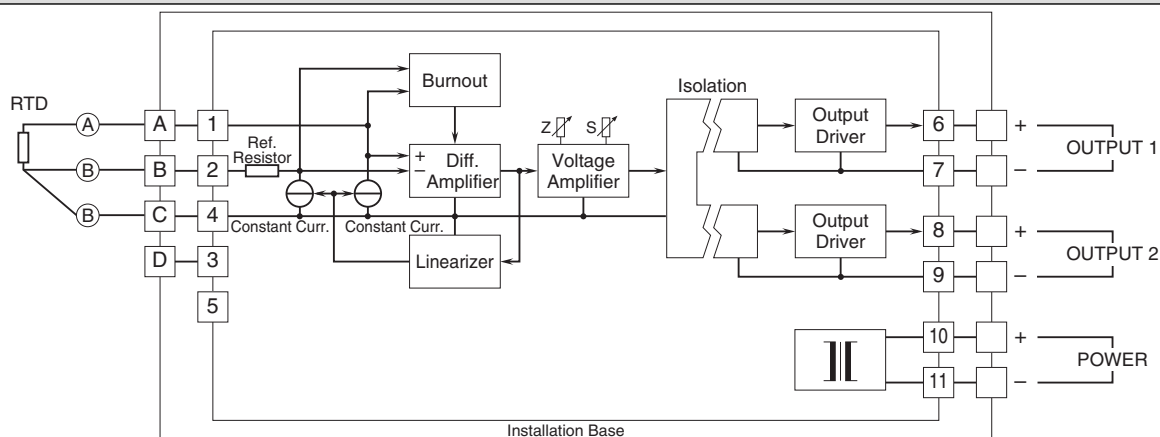 Isolation
Burnout
RTD
Output
Driver
A
A
1
6
+
Z
S
OUTPUT 1
Ref.
Resistor
+
−
Diff.
Amplifier
Voltage
Amplifier
B
B
2
7
−
B
C
4
Constant Curr.
Constant Curr.
Output
Driver
8
+
OUTPUT 2
D
3
Linearizer
9
−
5
10
+
POWER
11
−
Installation Base